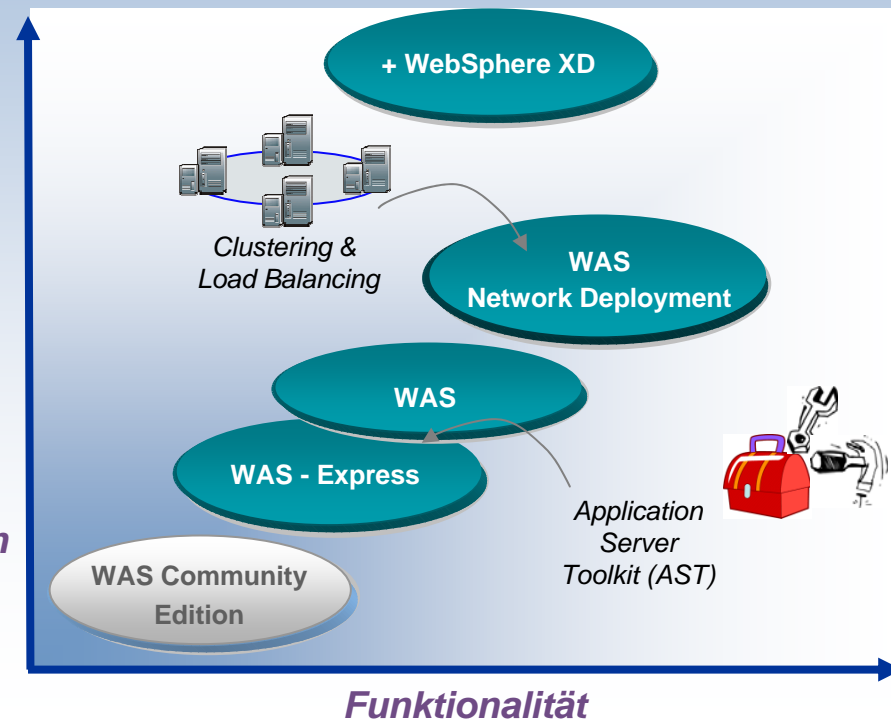 + WebSphere XD
Clustering &
Load Balancing
WAS
Network Deployment
WAS
WAS - Express
Application
Server
Toolkit (AST)
WAS Community
Edition
Funktionalität